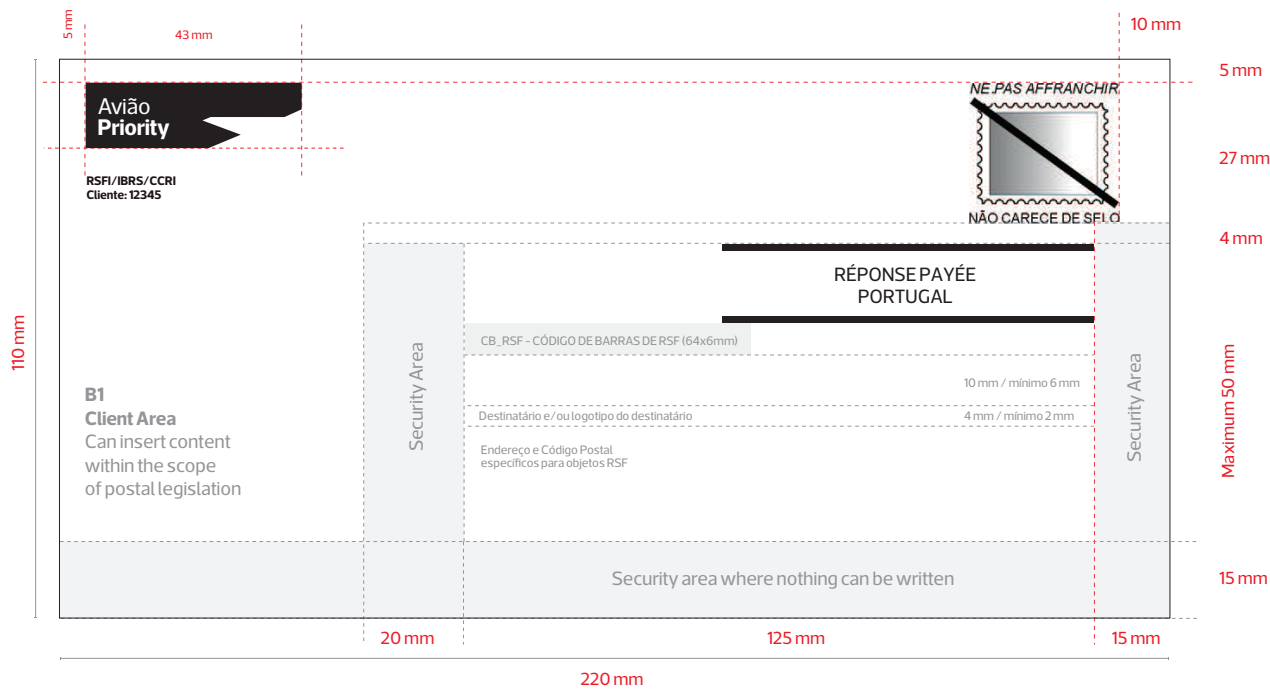 5 mm
43 mm
10 mm
5 mm
Avião
Priority
NE PAS AFFRANCHIR
27 mm
RSFI/IBRS/CCRI
Cliente: 12345
NÃO CARECE DE SELO
4 mm
RÉPONSE PAYÉE
PORTUGAL
110 mm
CB_RSF - CÓDIGO DE BARRAS DE RSF (64x6mm)
Security Area
Security Area
Maximum 50 mm
10 mm / mínimo 6 mm
B1
Client Area
Can insert content
within the scope
of postal legislation
Destinatário e/ou logotipo do destinatário
4 mm / mínimo 2 mm
Endereço e Código Postal
específicos para objetos RSF
Security area where nothing can be written
15 mm
20 mm
125 mm
15 mm
220 mm